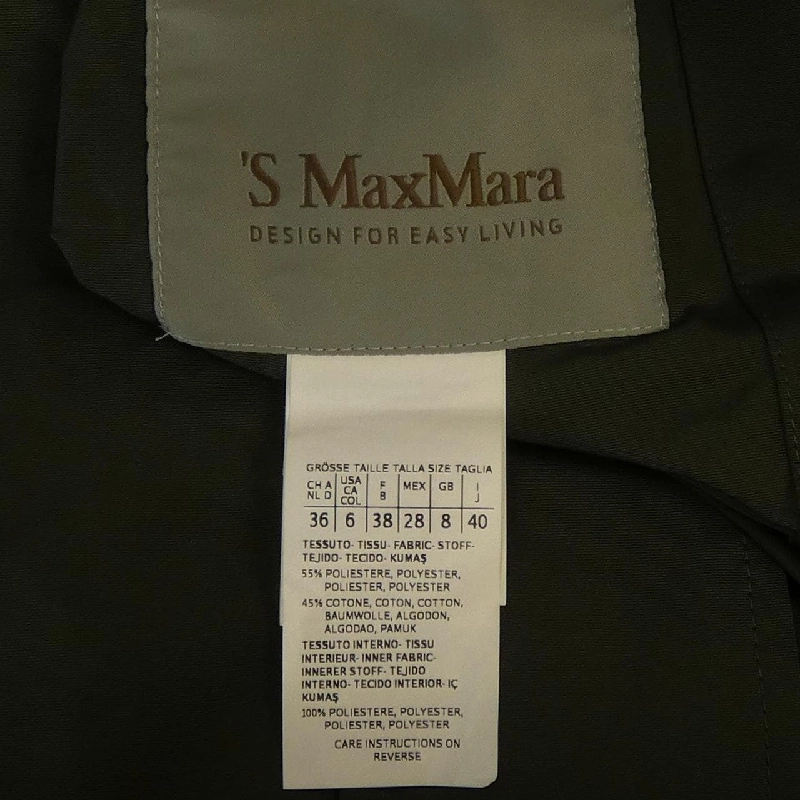 'S MaxMara
DESIGN FOR EASY LIVING
GRÖSSE TAILLE TALLA SIZE TAGLIA
CH A NL D USA CA COL F B MEX GB I J
36 6 38 28 8 40
TESSUTO- TISSU- FABRIC- STOFF-
TEJIDO- TECIDO- KUMAŞ
55% POLIESTERE, POLYESTER,
POLIESTER, POLYESTER
45% COTONE, COTON, COTTON,
BAUMWOLLE, ALGODON,
ALGODAO, PAMUK
TESSUTO INTERNO- TISSU
INTERIEUR- INNER FABRIC-
INNERER STOFF- TEJIDO
INTERNO- TECIDO INTERIOR- IÇ
KUMAŞ
100% POLIESTERE, POLYESTER,
POLIESTER, POLYESTER
CARE INSTRUCTIONS ON
REVERSE